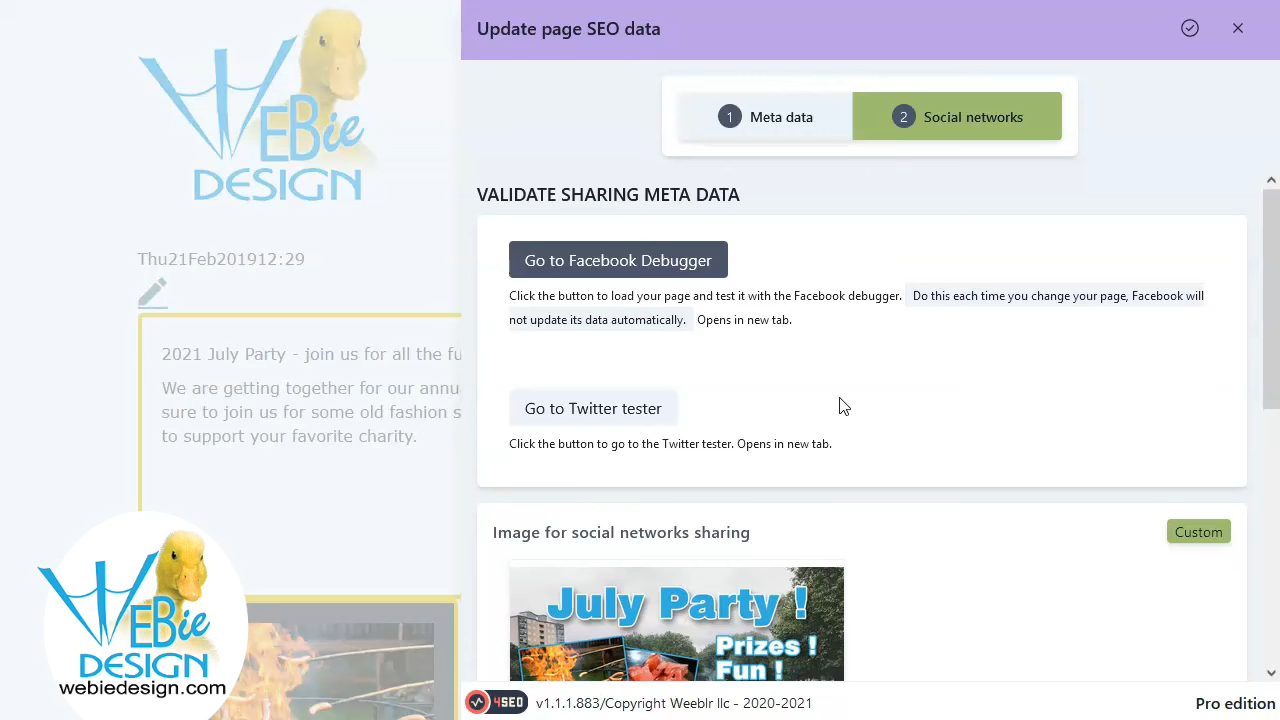 WEBie
DESIGN
Thu21Feb201912:29
2021 July Party - join us for all the fu
We are getting together for our annu
sure to join us for some old fashion s
to support your favorite charity.
WEBie
DESIGN
webiedesign.com
Update page SEO data
1 Meta data
2 Social networks
VALIDATE SHARING META DATA
Go to Facebook Debugger
Click the button to load your page and test it with the Facebook debugger. Do this each time you change your page, Facebook will
not update its data automatically. Opens in new tab.
Go to Twitter tester
Click the button to go to the Twitter tester. Opens in new tab.
Image for social networks sharing
Custom
July Party !
Prizes !
Fun !
4SEO v1.1.1.883/Copyright Weeblr llc - 2020-2021
Pro edition